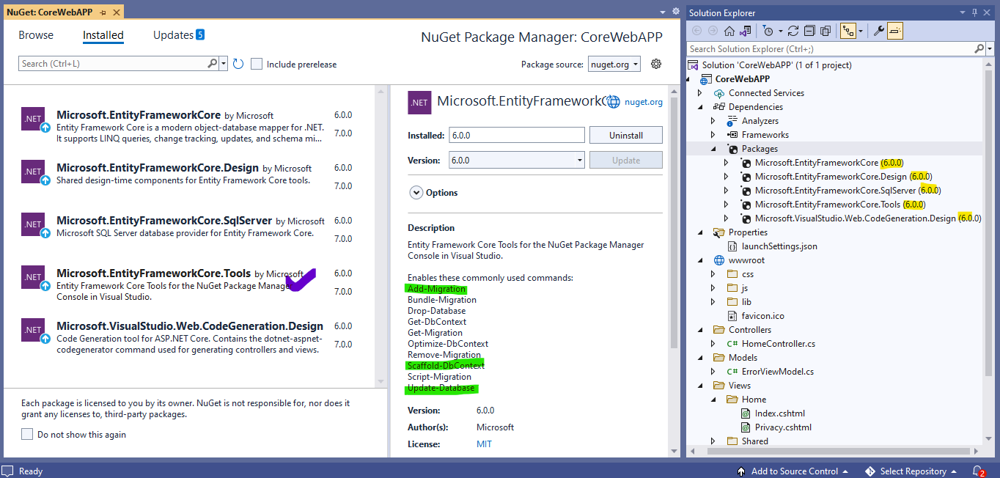 NuGet: CoreWebAPP
Browse
Installed
Updates 5
NuGet Package Manager: CoreWebAPP
Search (Ctrl+L)
Include prerelease
Package source: nuget.org
.NET
Microsoft.EntityFrameworkCore by Microsoft
6.0.0
Entity Framework Core is a modern object-database mapper for .NET.
It supports LINQ queries, change tracking, updates, and schema mi...
7.0.0
.NET
Microsoft.EntityFrameworkCore.Design by Microsoft
6.0.0
Shared design-time components for Entity Framework Core tools.
7.0.0
.NET
Microsoft.EntityFrameworkCore.SqlServer by Microsoft
6.0.0
Microsoft SQL Server database provider for Entity Framework Core.
7.0.0
.NET
Microsoft.EntityFrameworkCore.Tools by Microsoft
6.0.0
Entity Framework Core Tools for the NuGet Package Manager
Console in Visual Studio.
7.0.0
.NET
Microsoft.VisualStudio.Web.CodeGeneration.Design
6.0.0
Code Generation tool for ASP.NET Core. Contains the dotnet-aspnet-
codegenerator command used for generating controllers and views.
7.0.0
Each package is licensed to you by its owner. NuGet is not responsible for, nor does it
grant any licenses to, third-party packages.
Do not show this again
.NET
Microsoft.EntityFrameworkC
nuget.org
Installed: 6.0.0
Uninstall
Version: 6.0.0
Update
Options
Description
Entity Framework Core Tools for the NuGet Package Manager
Console in Visual Studio.
Enables these commonly used commands:
Add-Migration
Bundle-Migration
Drop-Database
Get-DbContext
Get-Migration
Optimize-DbContext
Remove-Migration
Scaffold-DbContext
Script-Migration
Update-Database
Version: 6.0.0
Author(s): Microsoft
License: MIT
Solution Explorer
Search Solution Explorer (Ctrl+;)
Solution 'CoreWebAPP' (1 of 1 project)
CoreWebAPP
Connected Services
Dependencies
Analyzers
Frameworks
Packages
Microsoft.EntityFrameworkCore (6.0.0)
Microsoft.EntityFrameworkCore.Design (6.0.0)
Microsoft.EntityFrameworkCore.SqlServer (6.0.0)
Microsoft.EntityFrameworkCore.Tools (6.0.0)
Microsoft.VisualStudio.Web.CodeGeneration.Design (6.0.0)
Properties
launchSettings.json
wwwroot
css
js
lib
favicon.ico
Controllers
C# HomeController.cs
Models
C# ErrorViewModel.cs
Views
Home
Index.cshtml
Privacy.cshtml
Shared
Ready
Add to Source Control
Select Repository
2